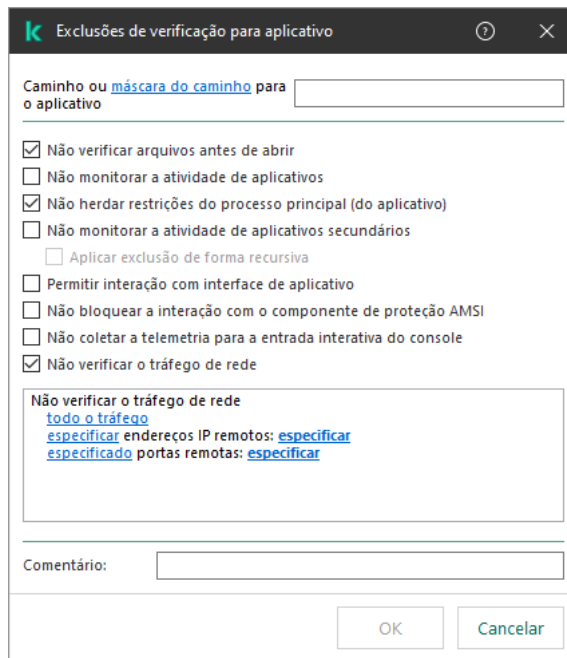 Exclusões de verificação para aplicativo
Caminho ou máscara do caminho para
o aplicativo
Não verificar arquivos antes de abrir
Não monitorar a atividade de aplicativos
Não herdar restrições do processo principal (do aplicativo)
Não monitorar a atividade de aplicativos secundários
Aplicar exclusão de forma recursiva
Permitir interação com interface de aplicativo
Não bloquear a interação com o componente de proteção AMSI
Não coletar a telemetria para a entrada interativa do console
Não verificar o tráfego de rede
Não verificar o tráfego de rede
todo o tráfego
especificar endereços IP remotos: especificar
especificado portas remotas: especificar
Comentário:
OK Cancelar